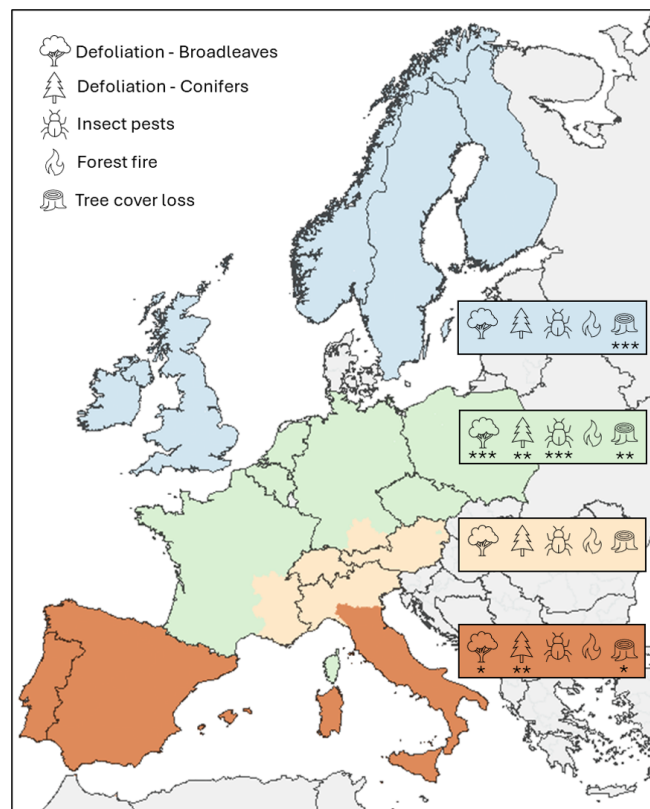 Defoliation - Broadleaves
Defoliation - Conifers
Insect pests
Forest fire
Tree cover loss
***
*** ** *** **
* ** *